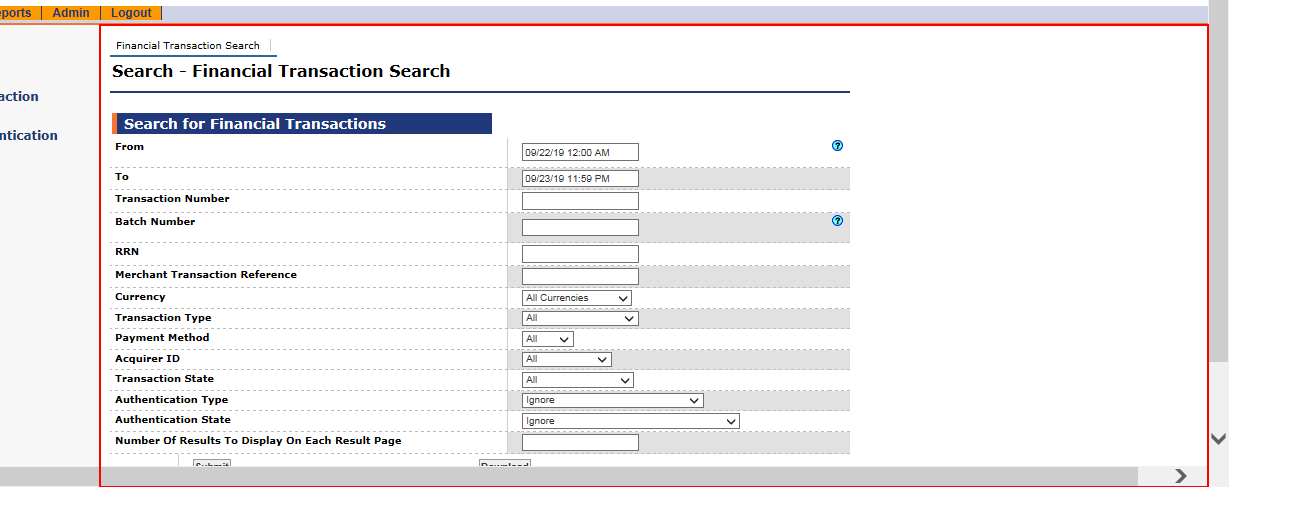 ports Admin Logout
Financial Transaction Search
Search - Financial Transaction Search
action
ntication
Search for Financial Transactions
From 09/22/19 12:00 AM ?
To 09/23/19 11:59 PM
Transaction Number
Batch Number ?
RRN
Merchant Transaction Reference
Currency All Currencies
Transaction Type All
Payment Method All
Acquirer ID All
Transaction State All
Authentication Type Ignore
Authentication State Ignore
Number Of Results To Display On Each Result Page
Submit Download